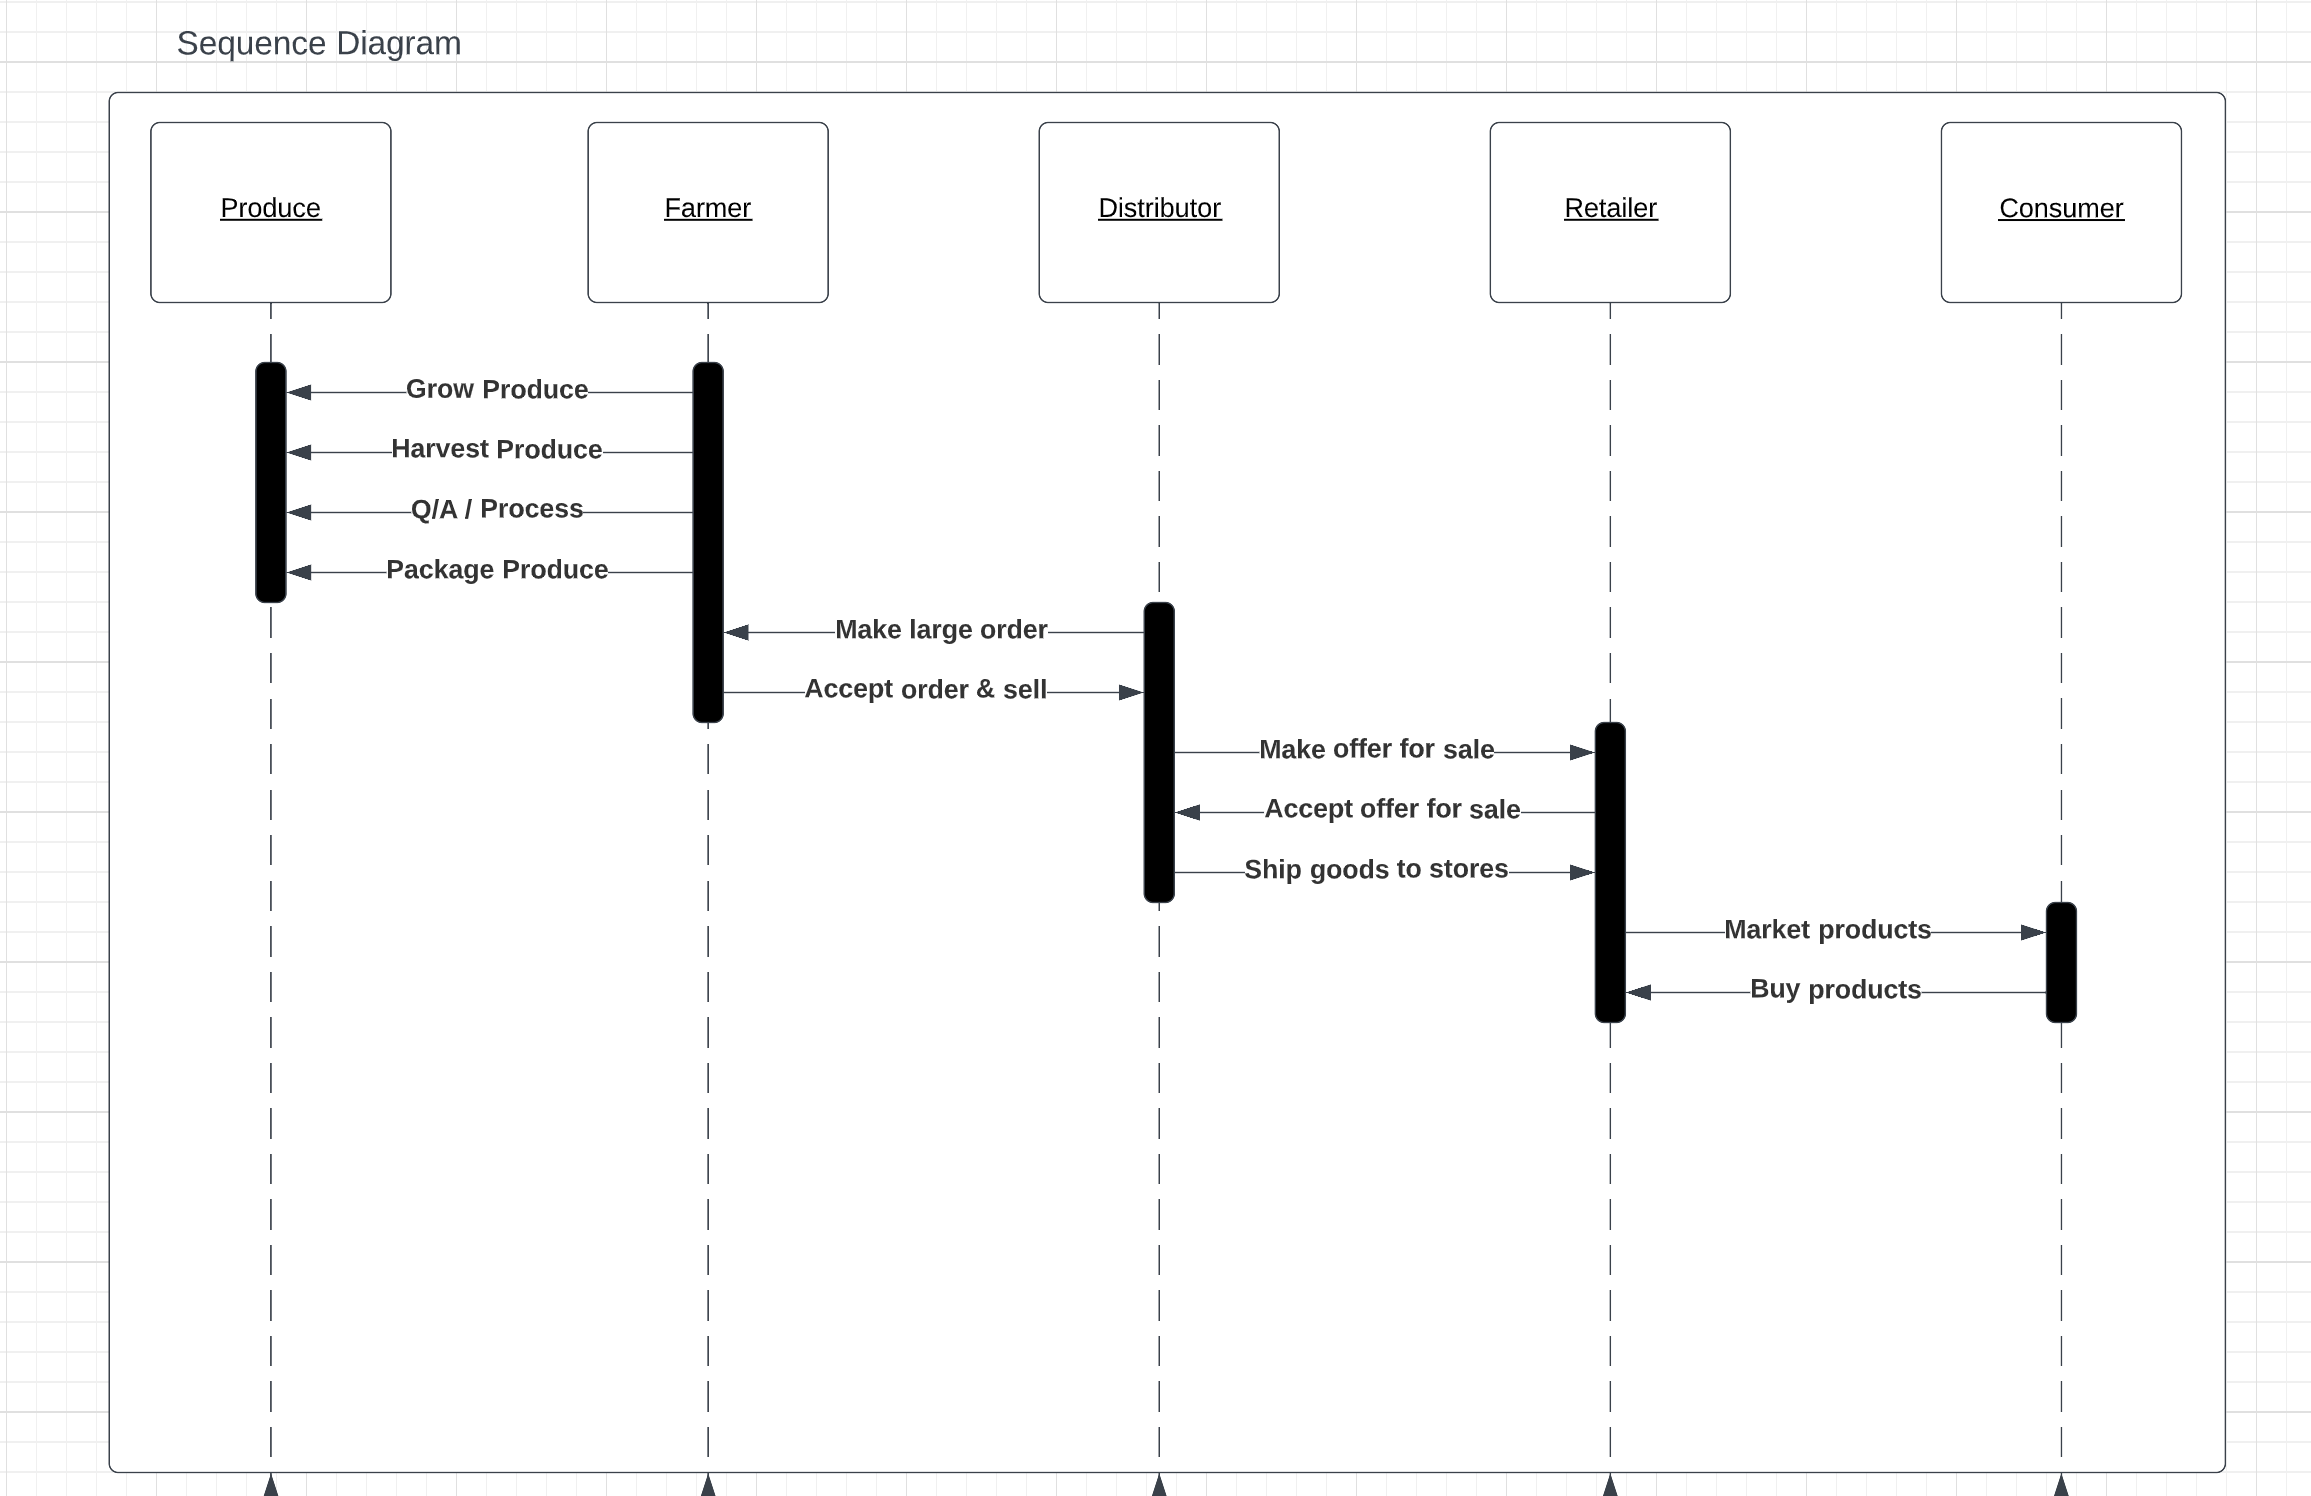 Sequence Diagram
Produce
Farmer
Distributor
Retailer
Consumer
Grow Produce
Harvest Produce
Q/A / Process
Package Produce
Make large order
Accept order & sell
Make offer for sale
Accept offer for sale
Ship goods to stores
Market products
Buy products